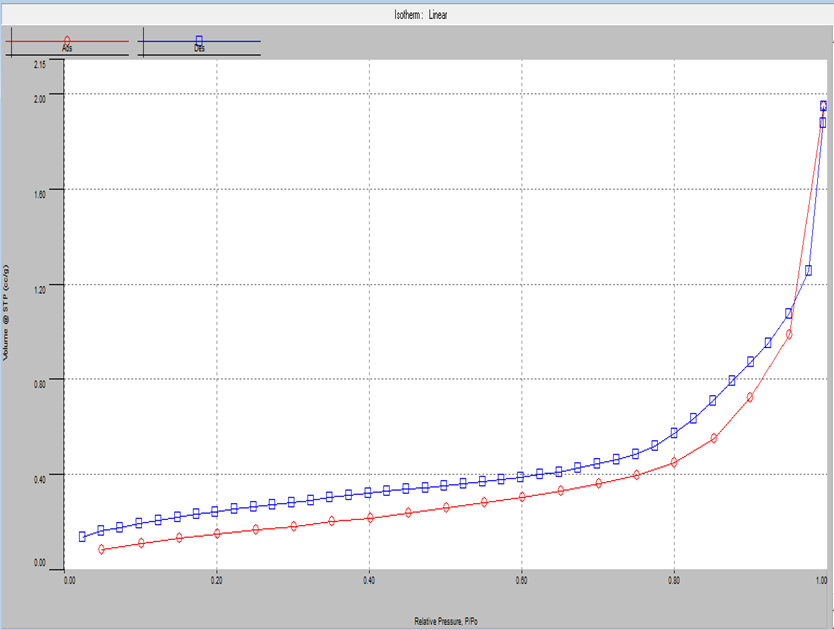 Isotherm : Linear
Ads
Des
2.15
2.00
1.60
1.20
0.80
0.40
0.00
Volume @ STP (cc/g)
0.00 0.20 0.40 0.60 0.80 1.00
Relative Pressure, P/Po